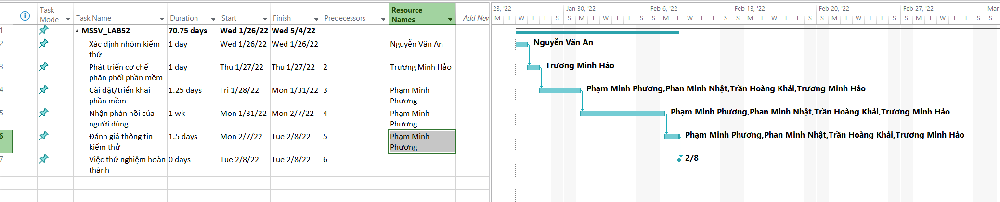 Task Mode Task Name Duration Start Finish Predecessors Resource Names Add New
23, '22 Jan 30, '22 Feb 6, '22 Feb 13, '22 Feb 20, '22 Feb 27, '22 Mar
M T W T F S S M T W T F S S M T W T F S S M T W T F S S M T W T F S S M T W T F S S
1 MSSV_LAB52 70.75 days Wed 1/26/22 Wed 5/4/22
2 Xác định nhóm kiểm 1 day Wed 1/26/22 Wed 1/26/22 Nguyễn Văn An Nguyễn Văn An
thử
3 Phát triển cơ chế 1 day Thu 1/27/22 Thu 1/27/22 2 Trương Minh Hảo Trương Minh Hảo
phân phối phần mềm
4 Cài đặt/triển khai 1.25 days Fri 1/28/22 Mon 1/31/22 3 Phạm Minh Phạm Minh Phương,Phan Minh Nhật,Trần Hoàng Khải,Trương Minh Hảo
phần mềm Phương
5 Nhận phản hồi của 1 wk Mon 1/31/22 Mon 2/7/22 4 Phạm Minh Phạm Minh Phương,Phan Minh Nhật,Trần Hoàng Khải,Trương Minh Hảo
người dùng Phương
6 Đánh giá thông tin 1.5 days Mon 2/7/22 Tue 2/8/22 5 Phạm Minh Phạm Minh Phương,Phan Minh Nhật,Trần Hoàng Khải,Trương Minh Hảo
kiểm thử Phương
7 Việc thử nghiệm hoàn 0 days Tue 2/8/22 Tue 2/8/22 6 2/8
thành